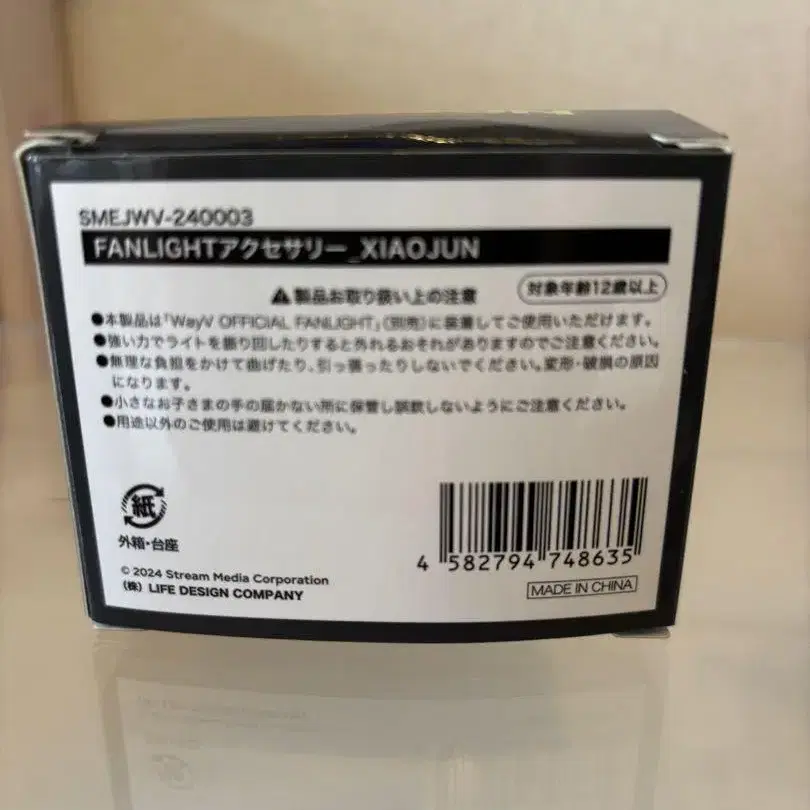 SMEJWV-240003
FANLIGHTアクセサリー_XIAOJUN
⚠製品お取り扱い上の注意
対象年齢12歳以上
●本製品は「WayV OFFICIAL FANLIGHT」(別売)に装着してご使用いただけます。
●強い力でライトを振り回したりすると外れるおそれがありますのでご注意ください。
●無理な負担をかけて曲げたり、引っ張ったりしないでください。変形・破損の原因
になります。
●小さなお子さまの手の届かない所に保管し誤飲しないようにご注意ください。
●用途以外のご使用は避けてください。
紙
外箱・台座
4 582794 748635
© 2024 Stream Media Corporation
(株) LIFE DESIGN COMPANY
MADE IN CHINA